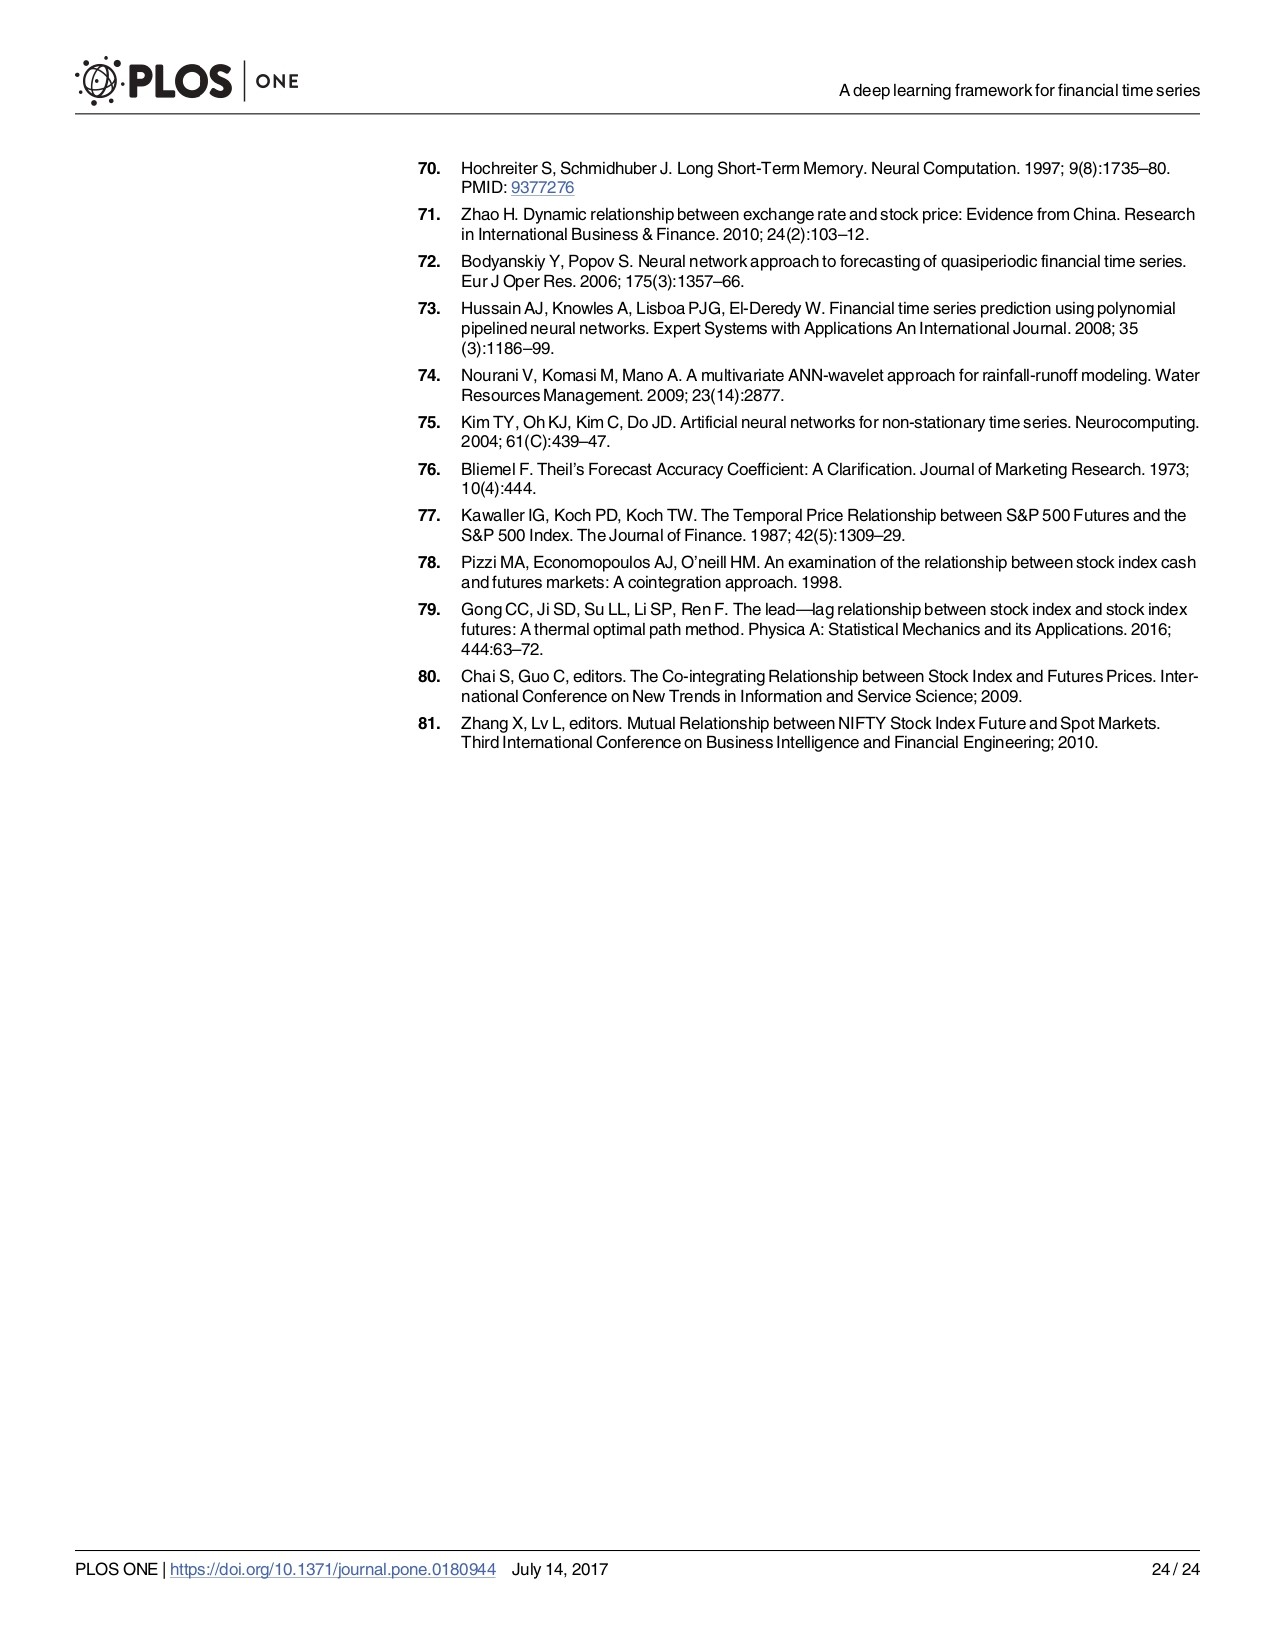 PLOS | ONE
A deep learning framework for financial time series
70. Hochreiter S, Schmidhuber J. Long Short-Term Memory. Neural Computation. 1997; 9(8):1735–80.
PMID: 9377276
71. Zhao H. Dynamic relationship between exchange rate and stock price: Evidence from China. Research
in International Business & Finance. 2010; 24(2):103–12.
72. Bodyanskiy Y, Popov S. Neural network approach to forecasting of quasiperiodic financial time series.
Eur J Oper Res. 2006; 175(3):1357–66.
73. Hussain AJ, Knowles A, Lisboa PJG, El-Deredy W. Financial time series prediction using polynomial
pipelined neural networks. Expert Systems with Applications An International Journal. 2008; 35
(3):1186–99.
74. Nourani V, Komasi M, Mano A. A multivariate ANN-wavelet approach for rainfall-runoff modeling. Water
Resources Management. 2009; 23(14):2877.
75. Kim TY, Oh KJ, Kim C, Do JD. Artificial neural networks for non-stationary time series. Neurocomputing.
2004; 61(C):439–47.
76. Bliemel F. Theil’s Forecast Accuracy Coefficient: A Clarification. Journal of Marketing Research. 1973;
10(4):444.
77. Kawaller IG, Koch PD, Koch TW. The Temporal Price Relationship between S&P 500 Futures and the
S&P 500 Index. The Journal of Finance. 1987; 42(5):1309–29.
78. Pizzi MA, Economopoulos AJ, O’neill HM. An examination of the relationship between stock index cash
and futures markets: A cointegration approach. 1998.
79. Gong CC, Ji SD, Su LL, Li SP, Ren F. The lead—lag relationship between stock index and stock index
futures: A thermal optimal path method. Physica A: Statistical Mechanics and its Applications. 2016;
444:63–72.
80. Chai S, Guo C, editors. The Co-integrating Relationship between Stock Index and Futures Prices. Inter-
national Conference on New Trends in Information and Service Science; 2009.
81. Zhang X, Lv L, editors. Mutual Relationship between NIFTY Stock Index Future and Spot Markets.
Third International Conference on Business Intelligence and Financial Engineering; 2010.
PLOS ONE | https://doi.org/10.1371/journal.pone.0180944 July 14, 2017
24 / 24